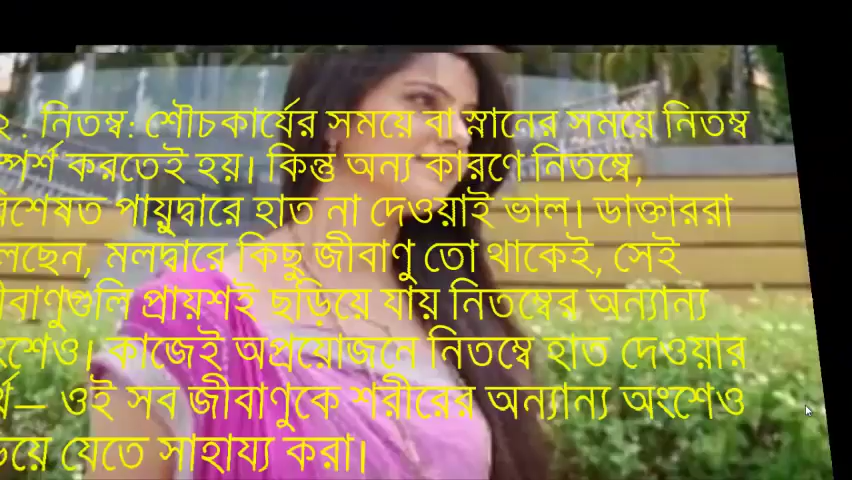 ২ : নিতম্ব: শৌচকার্যের সময়ে বা স্নানের সময়ে নিতম্ব
স্পর্শ করতেই হয়। কিন্তু অন্য কারণে নিতম্বে,
বিশেষত পায়ুদ্বারে হাত না দেওয়াই ভাল। ডাক্তাররা
বলছেন, মলদ্বারে কিছু জীবাণু তো থাকেই, সেই
জীবাণুগুলি প্রায়শই ছড়িয়ে যায় নিতম্বের অন্যান্য
অংশেও। কাজেই অপ্রয়োজনে নিতম্বে হাত দেওয়ার
অর্থ— ওই সব জীবাণুকে শরীরের অন্যান্য অংশেও
ছড়িয়ে যেতে সাহায্য করা।